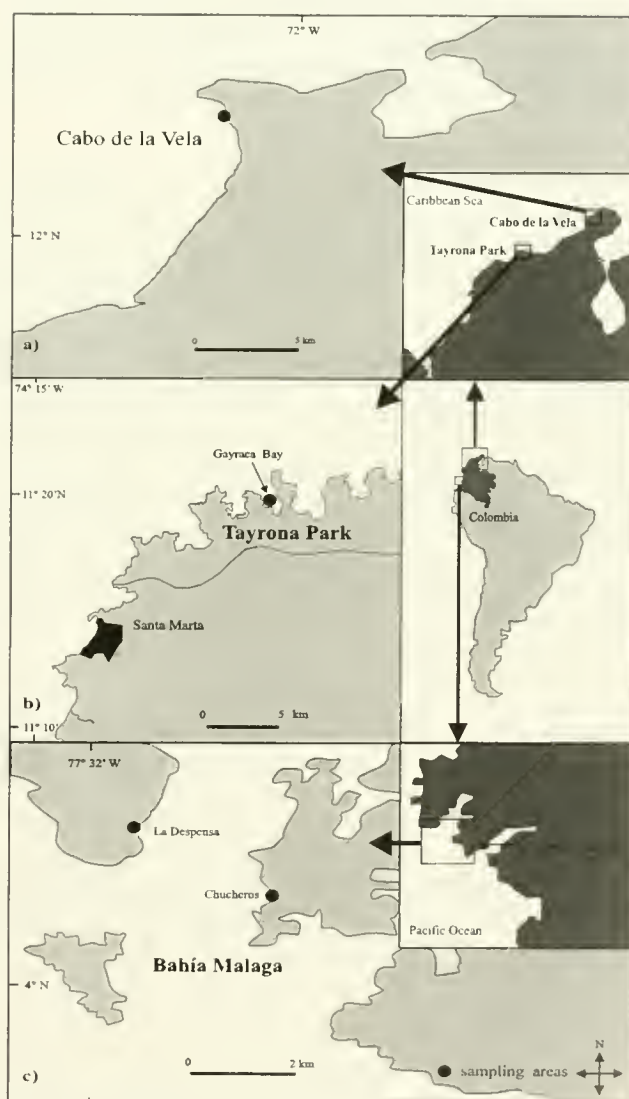 72° W
Cabo de la Vela
12° N
0 5 km
a)
Caribbean Sea
Cabo de la Vela
Tayrona Park
74° 15' W
Gayraca Bay
11° 20'N
Tayrona Park
Santa Marta
0 5 km
b)
11° 10'
Colombia
77° 32' W
La Despensa
Chucheros
Bahía Malaga
4° N
0 2 km
c)
Pacific Ocean
N
sampling areas